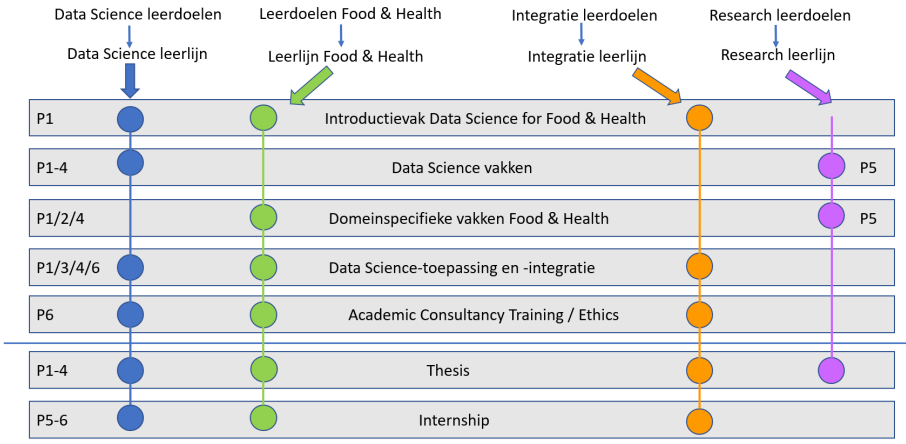 Data Science leerdoelen
Leerdoelen Food & Health
Integratie leerdoelen
Research leerdoelen
Data Science leerlijn
Leerlijn Food & Health
Integratie leerlijn
Research leerlijn
P1 Introductievak Data Science for Food & Health
P1-4 Data Science vakken P5
P1/2/4 Domeinspecifieke vakken Food & Health P5
P1/3/4/6 Data Science-toepassing en -integratie
P6 Academic Consultancy Training / Ethics
P1-4 Thesis
P5-6 Internship